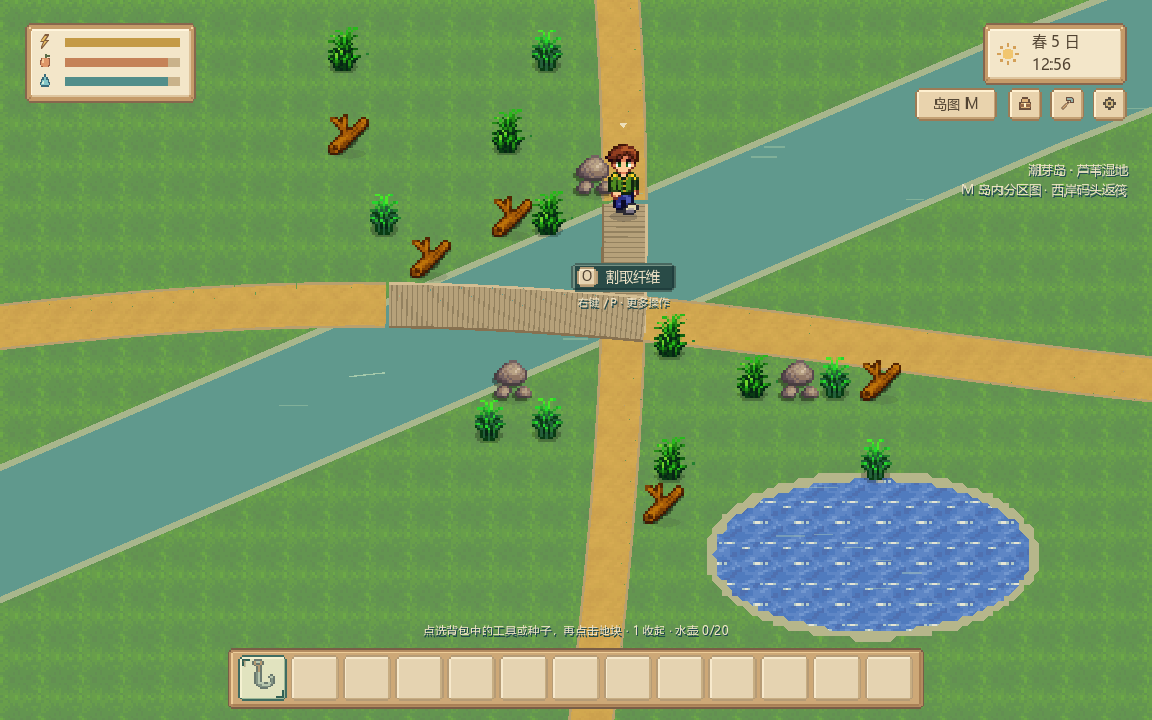 春 5 日
12:56
岛图 M
潮芽岛 · 芦苇湿地
M 岛内分区图 · 西岸码头返筏
O 割取纤维
右键 / P · 更多操作
点选背包中的工具或种子，再点击地块 · 1 收起 · 水壶 0/20